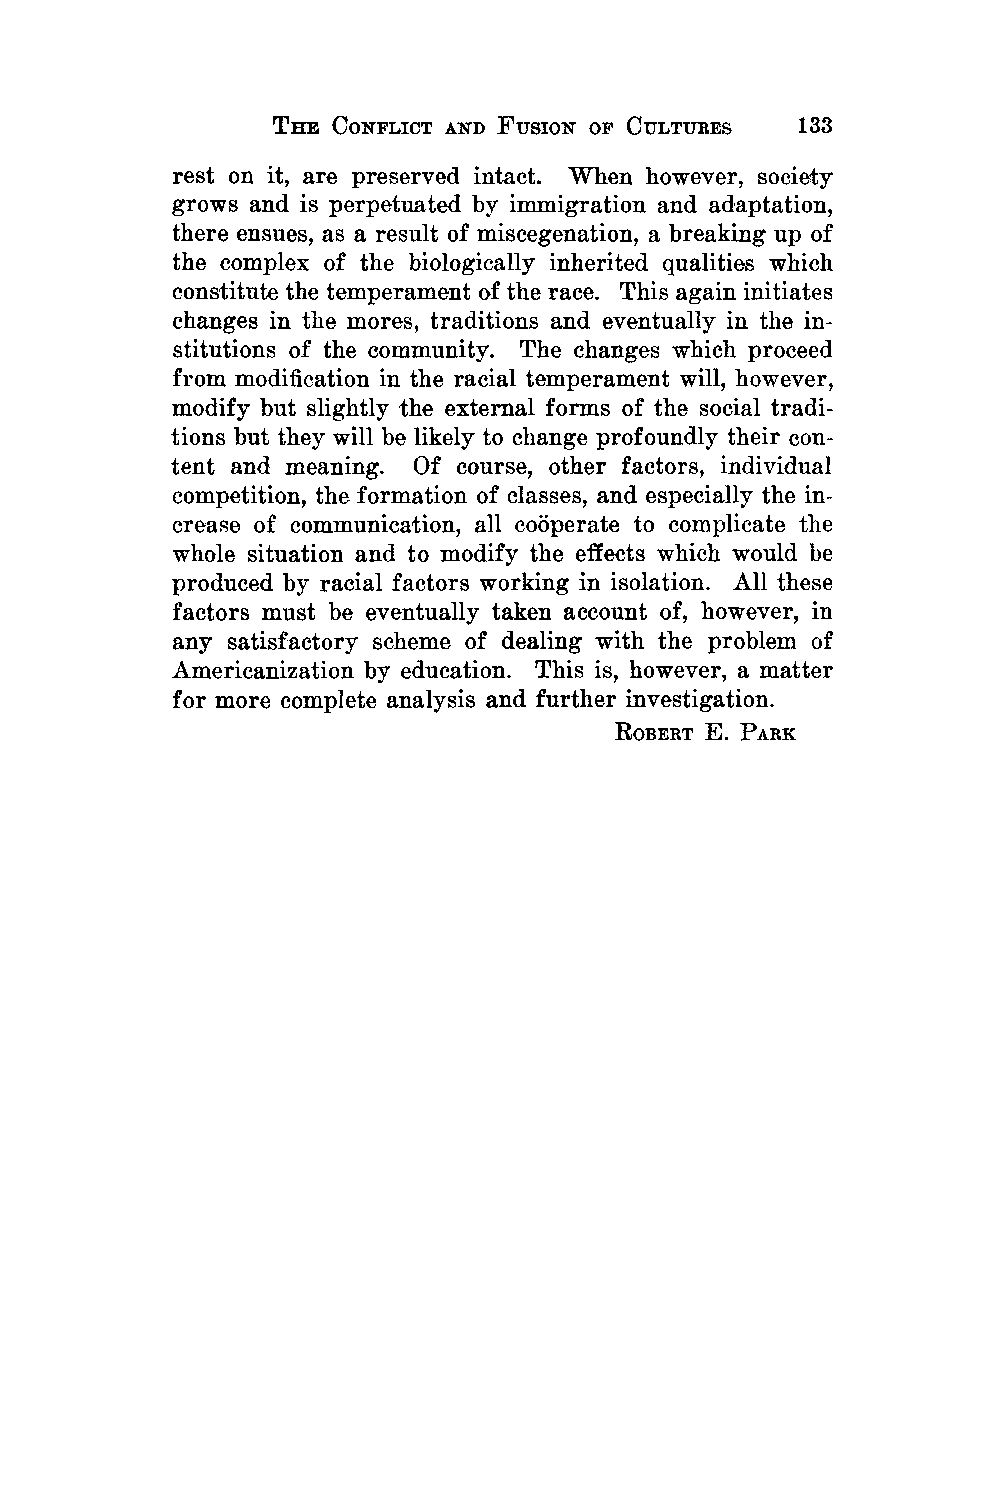 THE CONFLICT AND FUSION OF CULTURES 133
rest on it, are preserved intact. When however, society
grows and is perpetuated by immigration and adaptation,
there ensues, as a result of miscegenation, a breaking up of
the complex of the biologically inherited qualities which
constitute the temperament of the race. This again initiates
changes in the mores, traditions and eventually in the in-
stitutions of the community. The changes which proceed
from modification in the racial temperament will, however,
modify but slightly the external forms of the social tradi-
tions but they will be likely to change profoundly their con-
tent and meaning. Of course, other factors, individual
competition, the formation of classes, and especially the in-
crease of communication, all coöperate to complicate the
whole situation and to modify the effects which would be
produced by racial factors working in isolation. All these
factors must be eventually taken account of, however, in
any satisfactory scheme of dealing with the problem of
Americanization by education. This is, however, a matter
for more complete analysis and further investigation.
ROBERT E. PARK